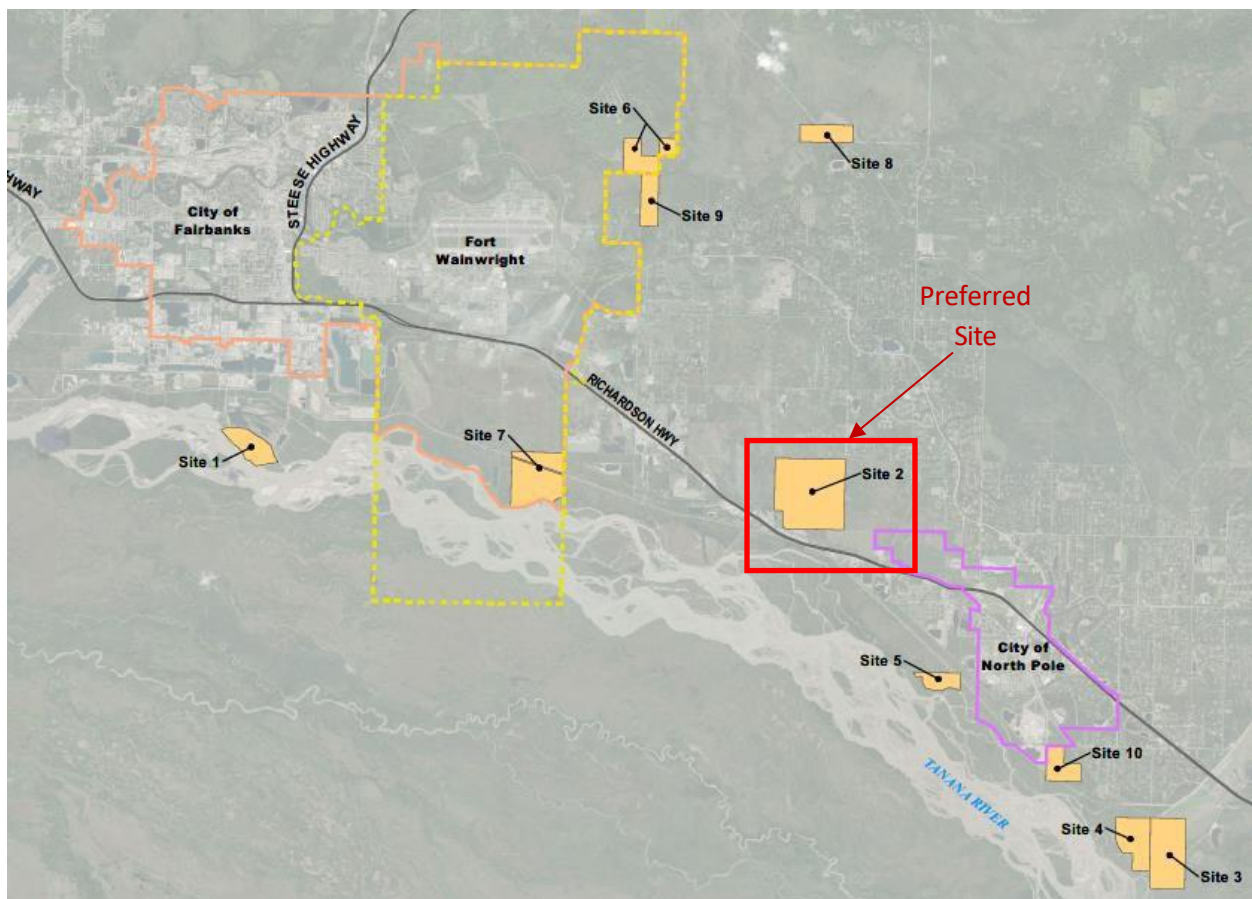 Site 6
STEESE HIGHWAY
Site 8
HWAY
City of
Fairbanks
Site 9
Fort
Wainwright
Preferred
Site
RICHARDSON HWY
Site 1
Site 7
Site 2
City of
North Pole
Site 5
Site 10
TANANA RIVER
Site 4
Site 3